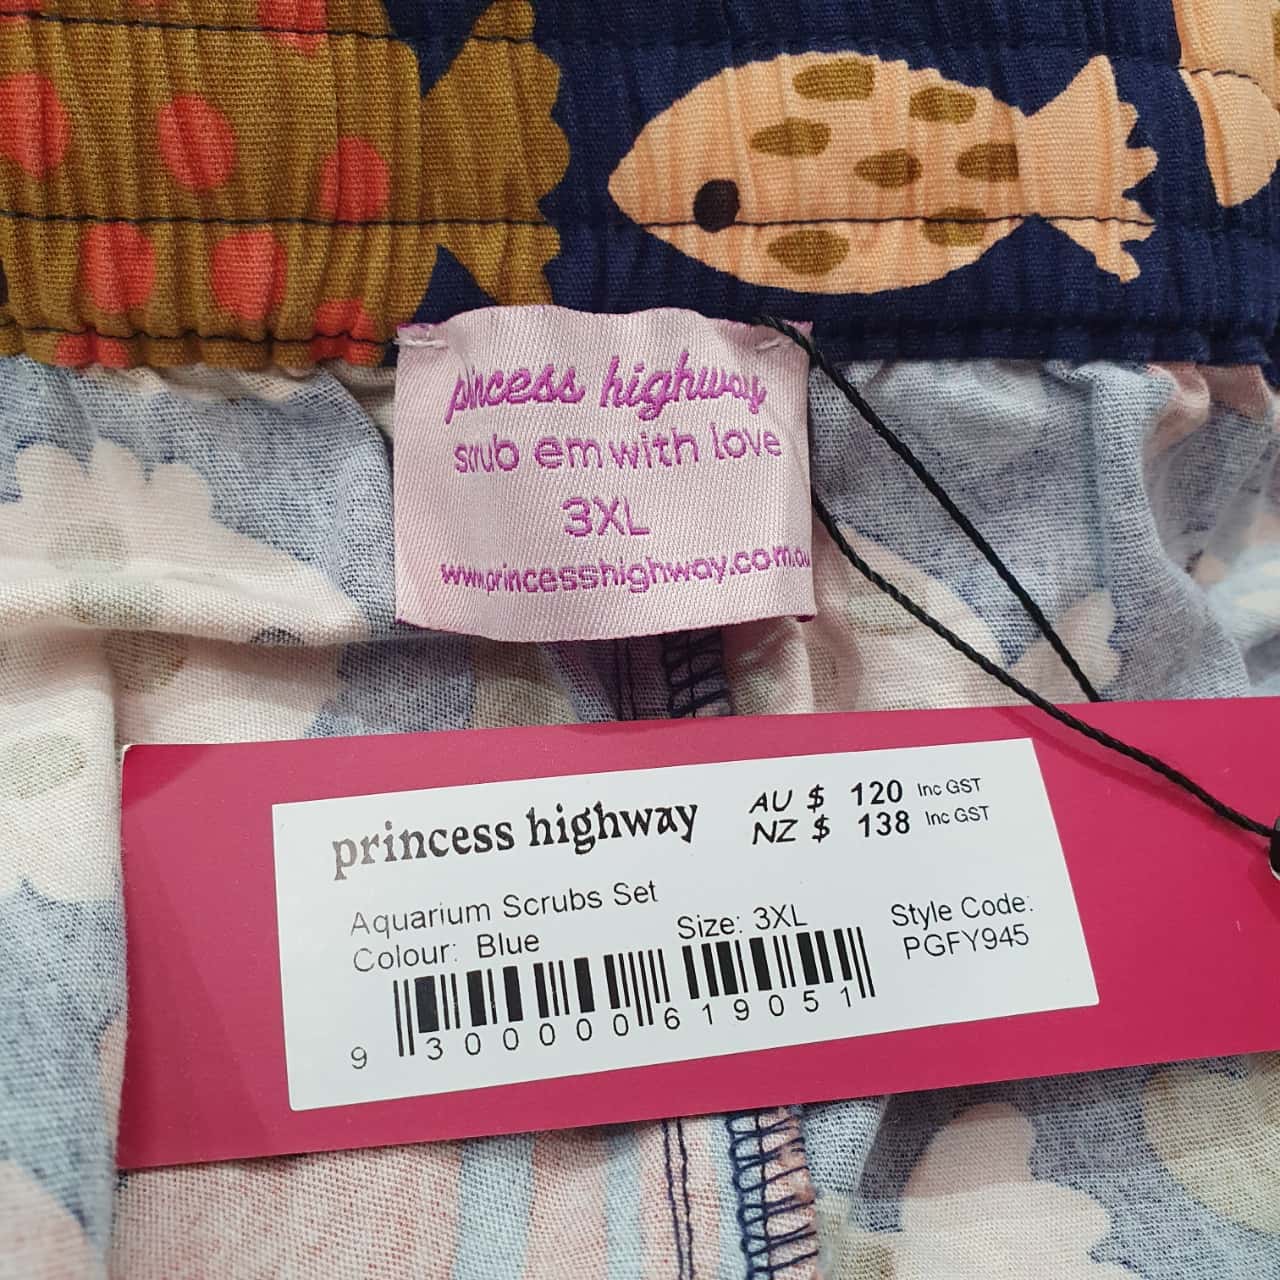 princess highway
scrub em with love
3XL
www.princesshighway.com.au
princess highway
AU $ 120 Inc GST
NZ $ 138 Inc GST
Aquarium Scrubs Set
Colour: Blue
Size: 3XL
Style Code:
PGFY945
9 300000 619051